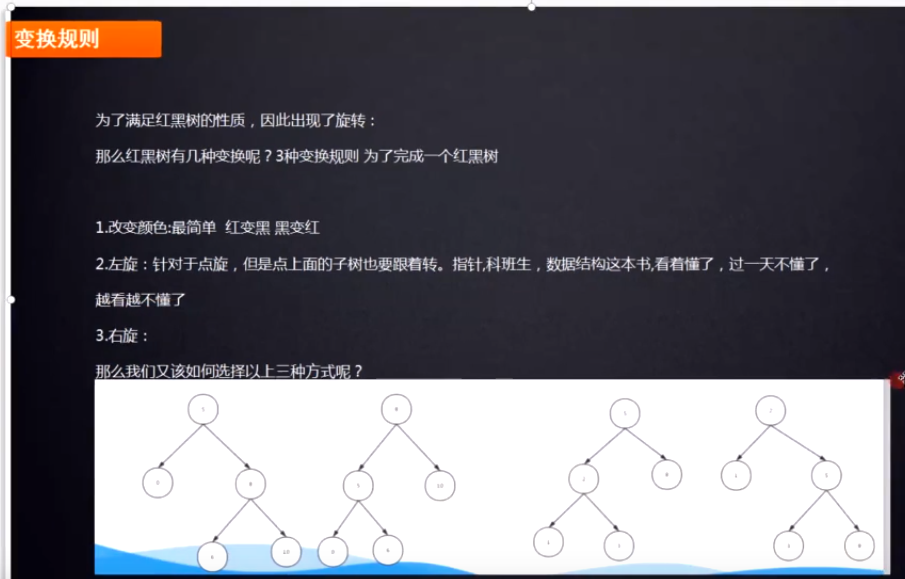 变换规则
为了满足红黑树的性质，因此出现了旋转：
那么红黑树有几种变换呢？3种变换规则 为了完成一个红黑树
1.改变颜色:最简单 红变黑 黑变红
2.左旋：针对于点旋，但是点上面的子树也要跟着转。指针,科班生，数据结构这本书,看着懂了，过一天不懂了，
越看越不懂了
3.右旋：
那么我们又该如何选择以上三种方式呢？